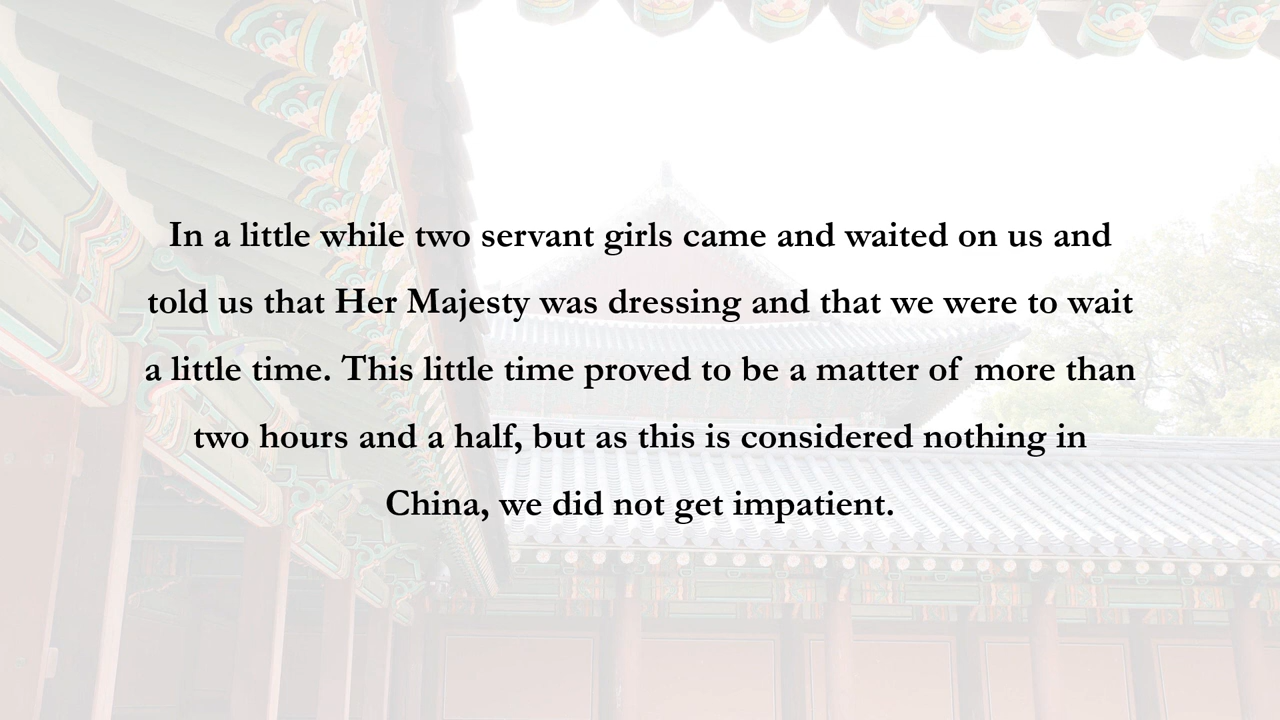 In a little while two servant girls came and waited on us and
told us that Her Majesty was dressing and that we were to wait
a little time. This little time proved to be a matter of more than
two hours and a half, but as this is considered nothing in
China, we did not get impatient.